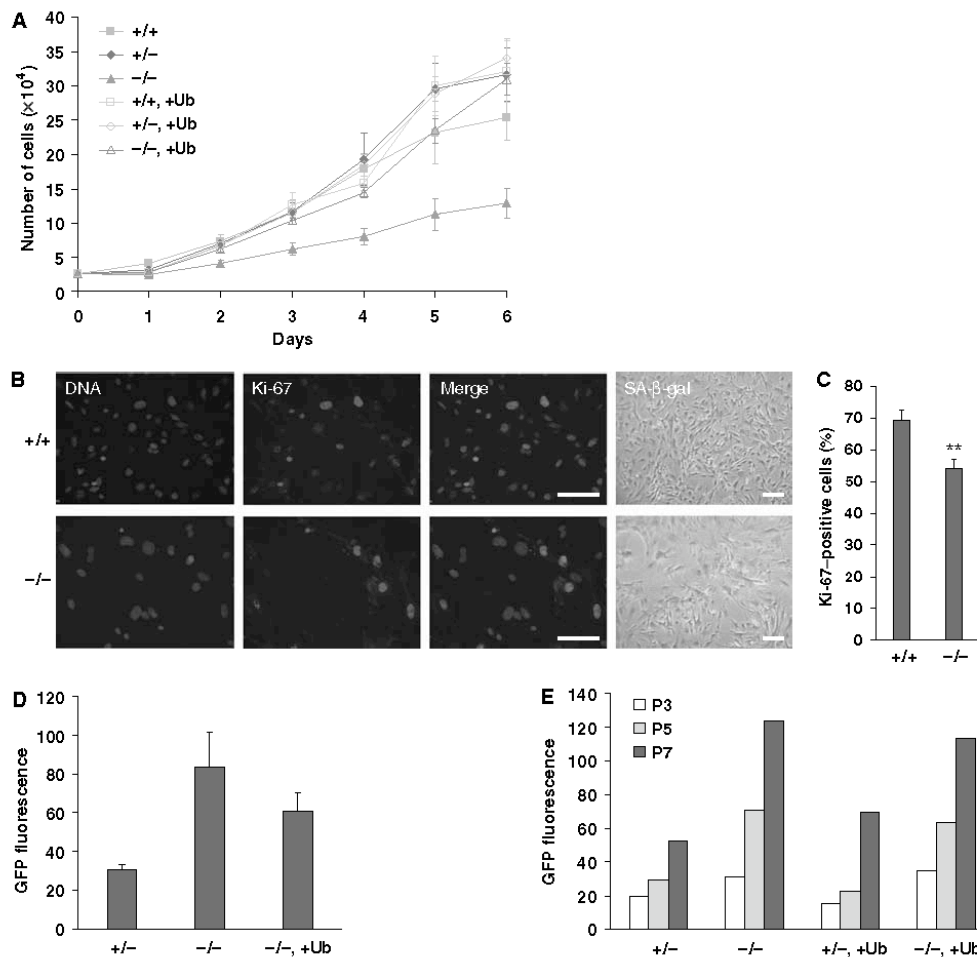 A
Number of cells (×10⁴)
40
35
30
25
20
15
10
5
0
+/+
+/−
−/−
+/+, +Ub
+/−, +Ub
−/−, +Ub
0 1 2 3 4 5 6
Days
B
DNA
Ki-67
Merge
SA-β-gal
+/+
−/−
C
Ki-67–positive cells (%)
80
70
60
50
40
30
20
10
0
**
+/+ −/−
D
GFP fluorescence
120
100
80
60
40
20
0
+/− −/− −/−, +Ub
E
GFP fluorescence
140
120
100
80
60
40
20
0
P3
P5
P7
+/− −/− +/−, +Ub −/−, +Ub